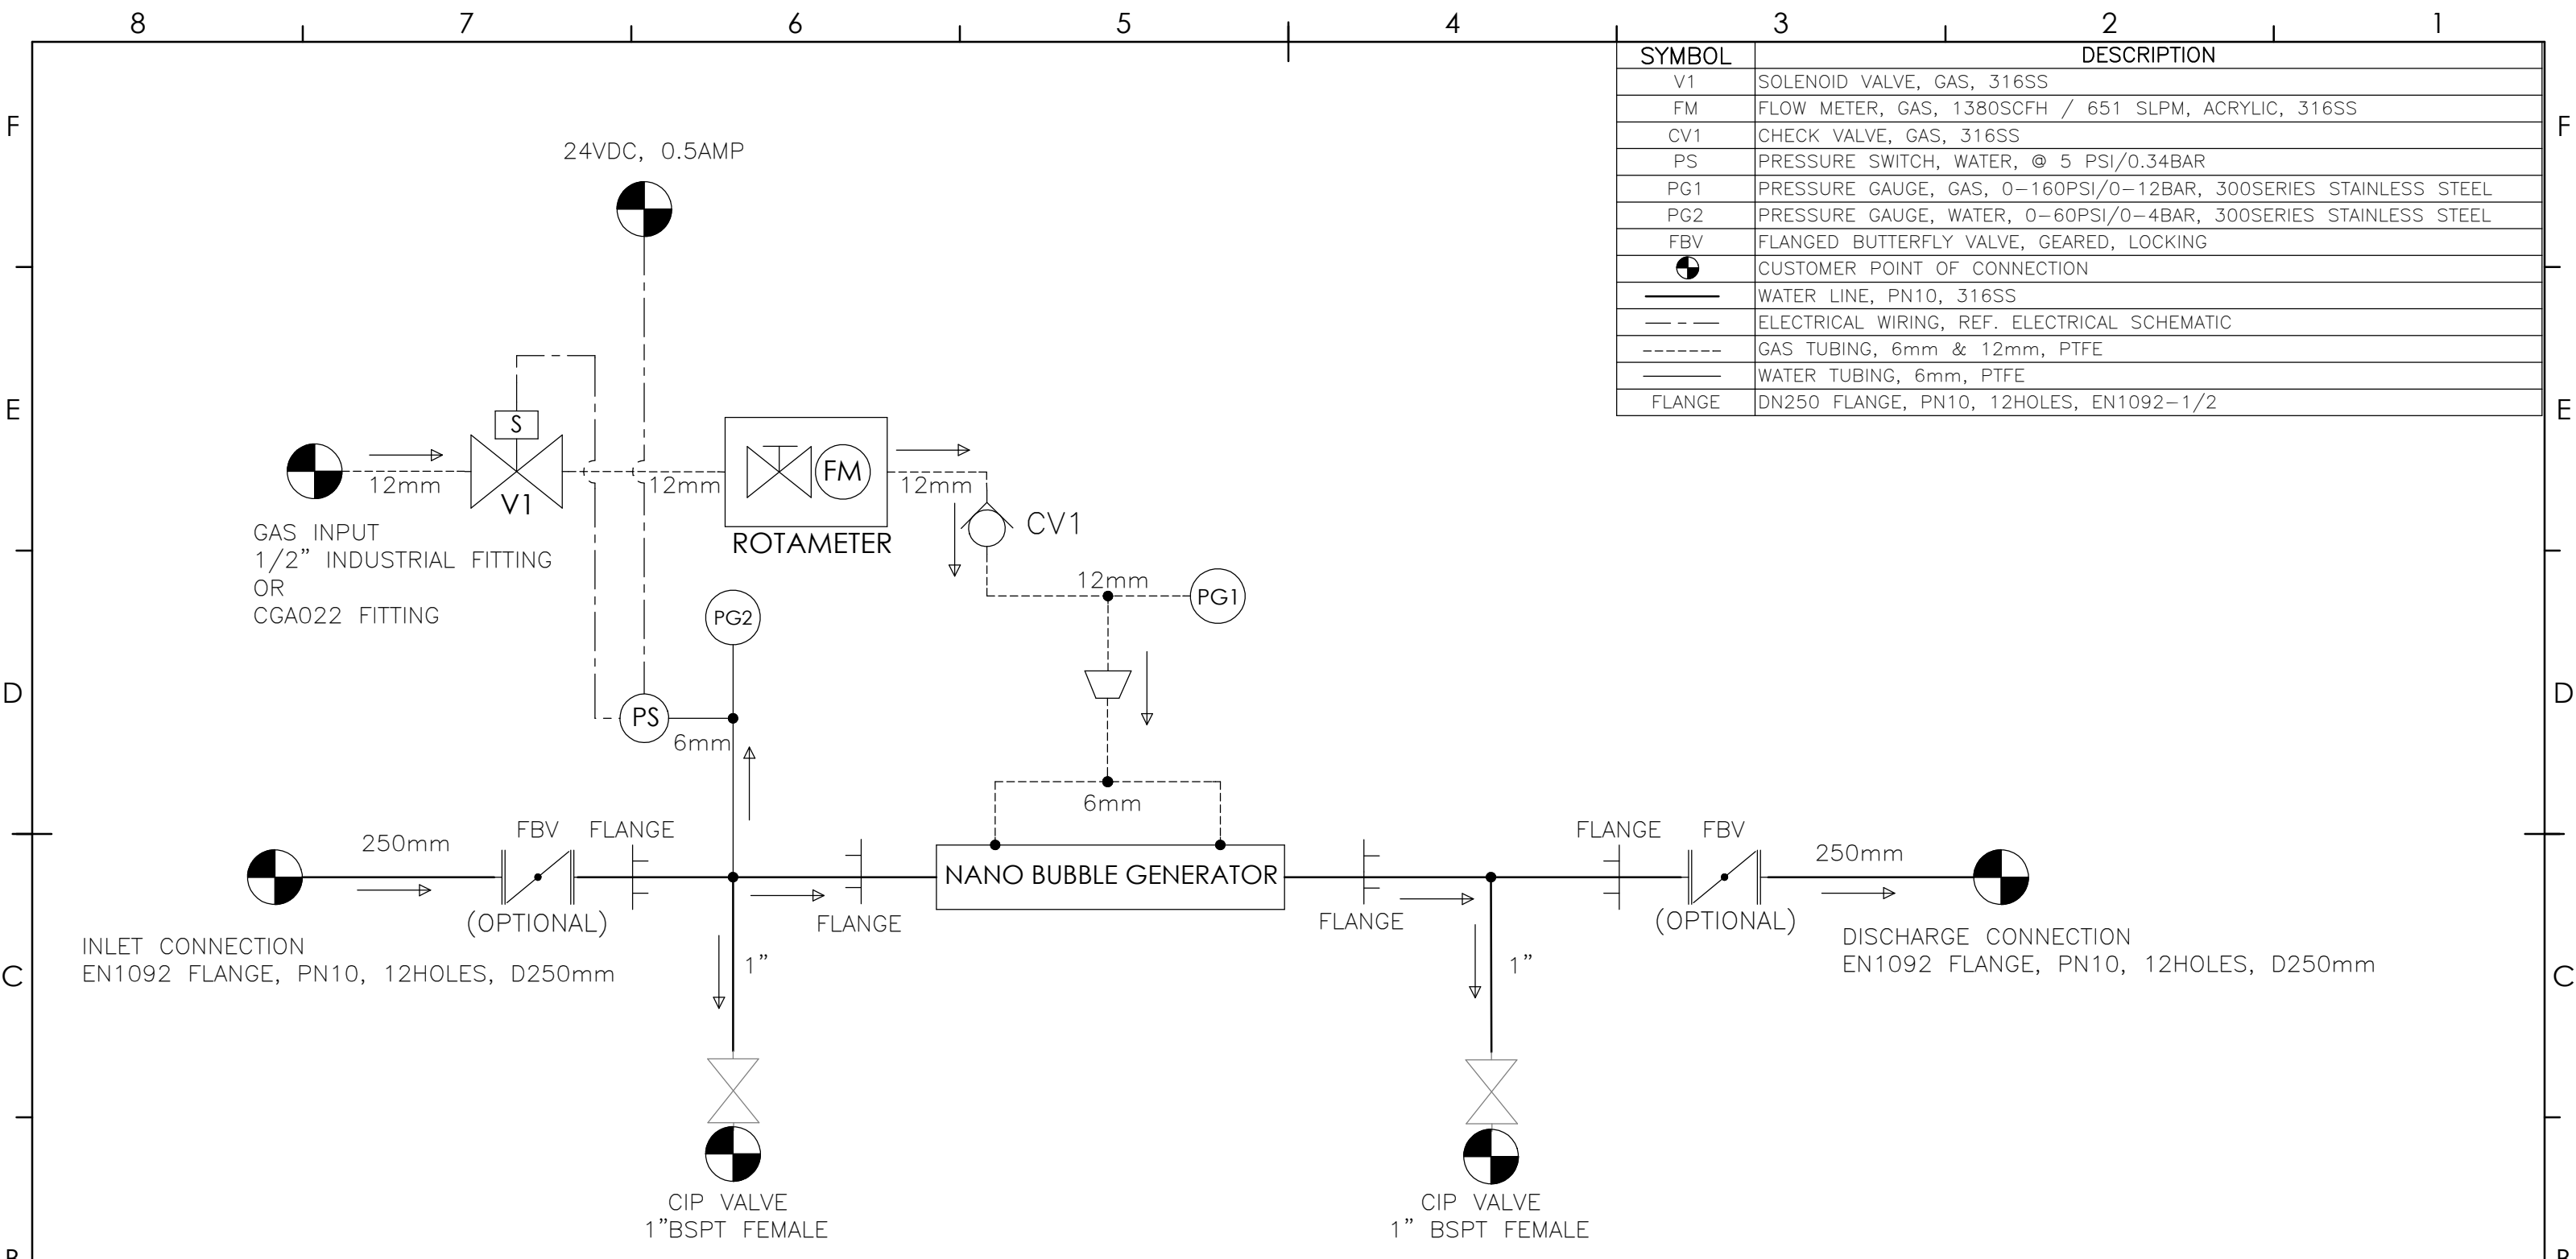 8 7 6 5 4 3 2 1
SYMBOL DESCRIPTION
V1 SOLENOID VALVE, GAS, 316SS
FM FLOW METER, GAS, 1380SCFH / 651 SLPM, ACRYLIC, 316SS
CV1 CHECK VALVE, GAS, 316SS
PS PRESSURE SWITCH, WATER, @ 5 PSI/0.34BAR
PG1 PRESSURE GAUGE, GAS, 0-160PSI/0-12BAR, 300SERIES STAINLESS STEEL
PG2 PRESSURE GAUGE, WATER, 0-60PSI/0-4BAR, 300SERIES STAINLESS STEEL
FBV FLANGED BUTTERFLY VALVE, GEARED, LOCKING
CUSTOMER POINT OF CONNECTION
WATER LINE, PN10, 316SS
ELECTRICAL WIRING, REF. ELECTRICAL SCHEMATIC
GAS TUBING, 6mm & 12mm, PTFE
WATER TUBING, 6mm, PTFE
FLANGE DN250 FLANGE, PN10, 12HOLES, EN1092-1/2
F F
24VDC, 0.5AMP
E E
S
FM
12mm 12mm 12mm
V1
CV1
ROTAMETER
GAS INPUT
1/2" INDUSTRIAL FITTING
OR
CGA022 FITTING
12mm
PG1
PG2
D D
PS
6mm
6mm
FBV FLANGE FLANGE FBV
250mm 250mm
NANO BUBBLE GENERATOR
(OPTIONAL) FLANGE FLANGE (OPTIONAL)
INLET CONNECTION
EN1092 FLANGE, PN10, 12HOLES, D250mm
DISCHARGE CONNECTION
EN1092 FLANGE, PN10, 12HOLES, D250mm
1" 1"
C C
CIP VALVE
1"BSPT FEMALE
CIP VALVE
1" BSPT FEMALE